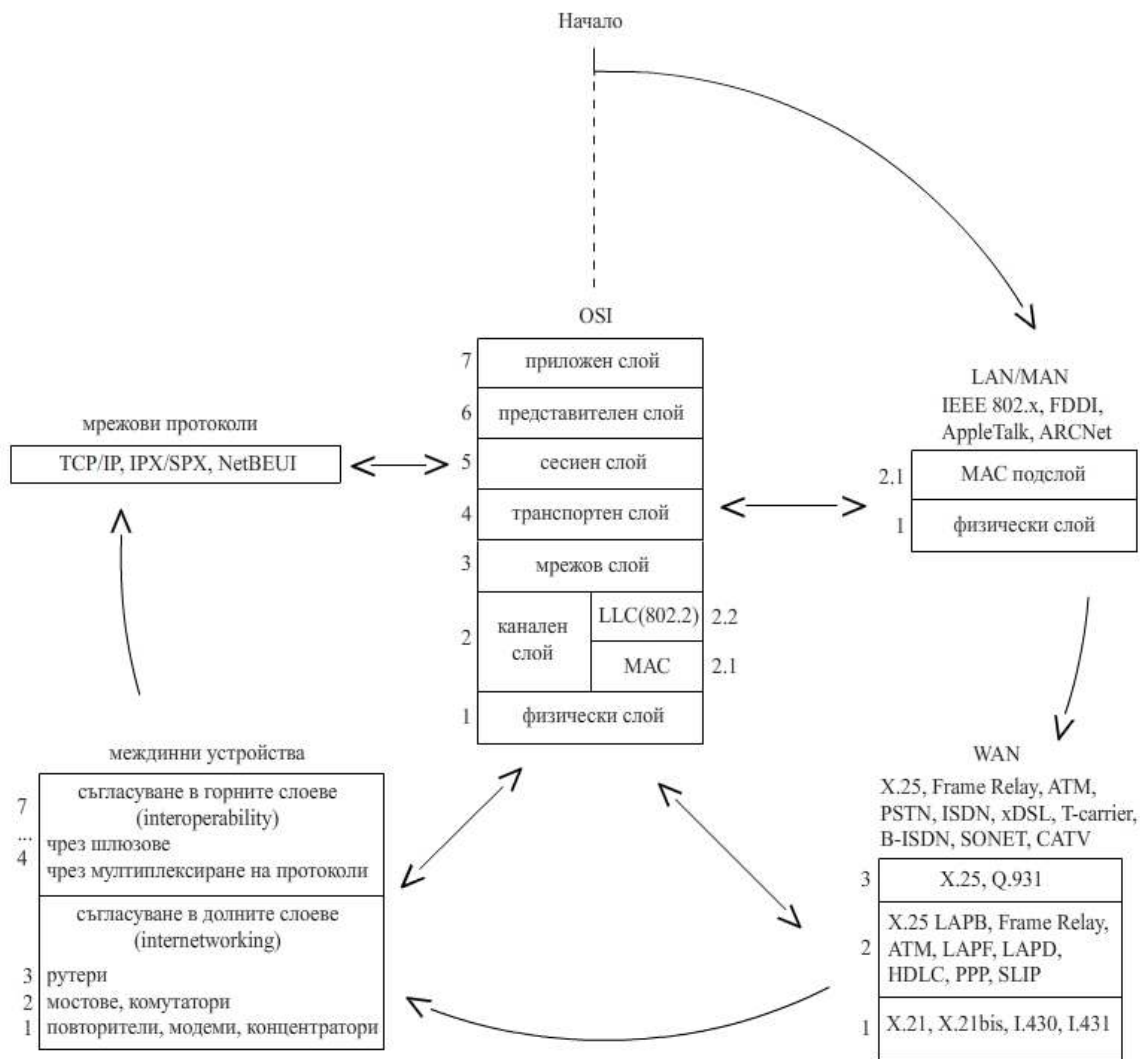 Начало
OSI
7 приложен слой
6 представителен слой
5 сесиен слой
4 транспортен слой
3 мрежов слой
2 канален слой
LLC(802.2) 2.2
MAC 2.1
1 физически слой
мрежови протоколи
TCP/IP, IPX/SPX, NetBEUI
LAN/MAN
IEEE 802.x, FDDI,
AppleTalk, ARCNet
2.1 MAC подслой
1 физически слой
междинни устройства
7 съгласуване в горните слоеве
(interoperability)
... чрез шлюзове
4 чрез мултиплексиране на протоколи
съгласуване в долните слоеве
(internetworking)
3 рутери
2 мостове, комутатори
1 повторители, модеми, концентратори
WAN
X.25, Frame Relay, ATM,
PSTN, ISDN, xDSL, T-carrier,
B-ISDN, SONET, CATV
3 X.25, Q.931
X.25 LAPB, Frame Relay,
2 ATM, LAPF, LAPD,
HDLC, PPP, SLIP
1 X.21, X.21bis, I.430, I.431